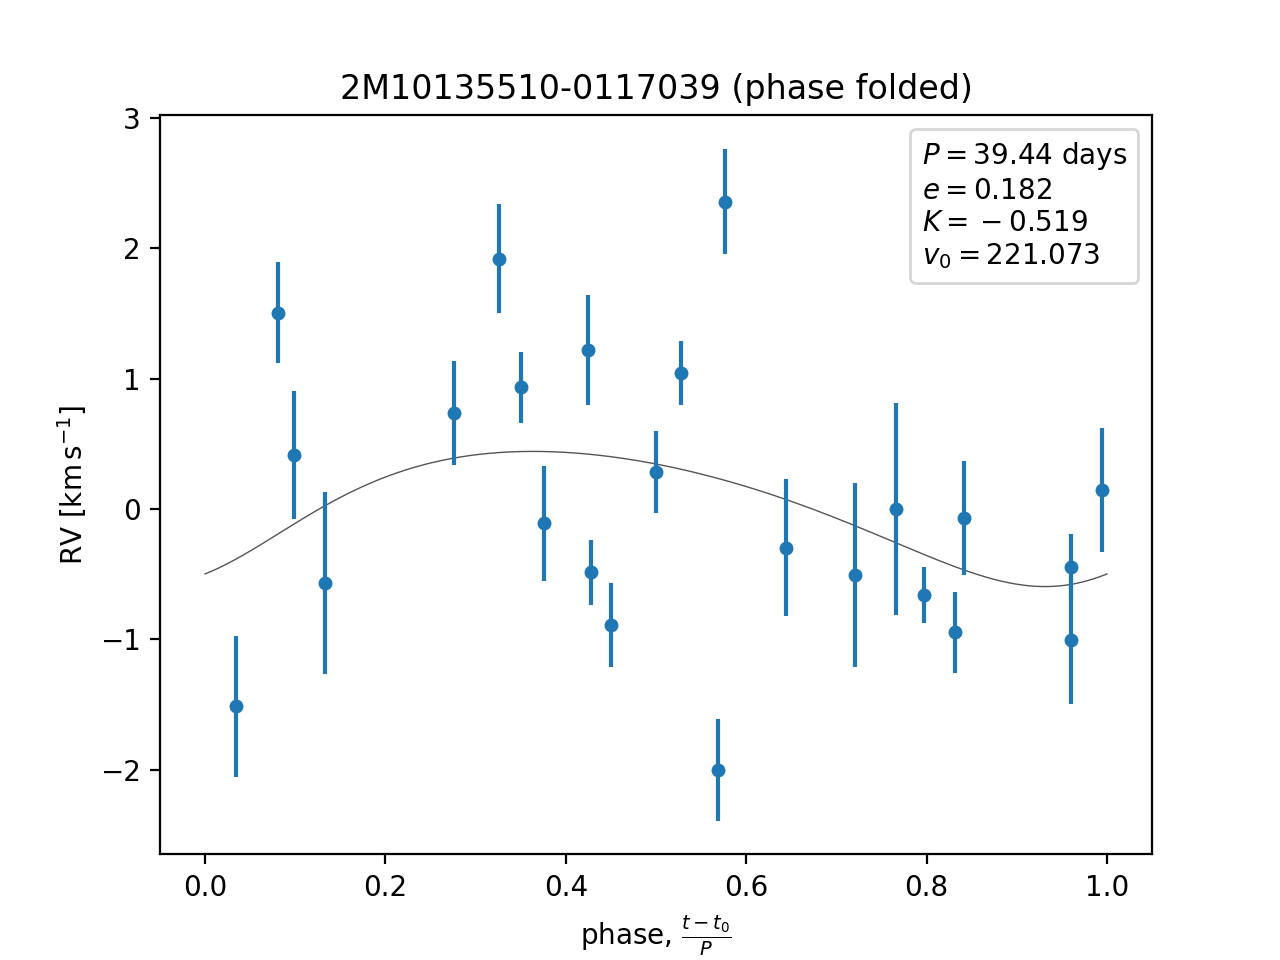 2M10135510-0117039 (phase folded)
P = 39.44 days
e = 0.182
K = −0.519
v₀ = 221.073
3
2
1
0
−1
−2
RV [km s⁻¹]
0.0 0.2 0.4 0.6 0.8 1.0
phase, (t − t₀)/P